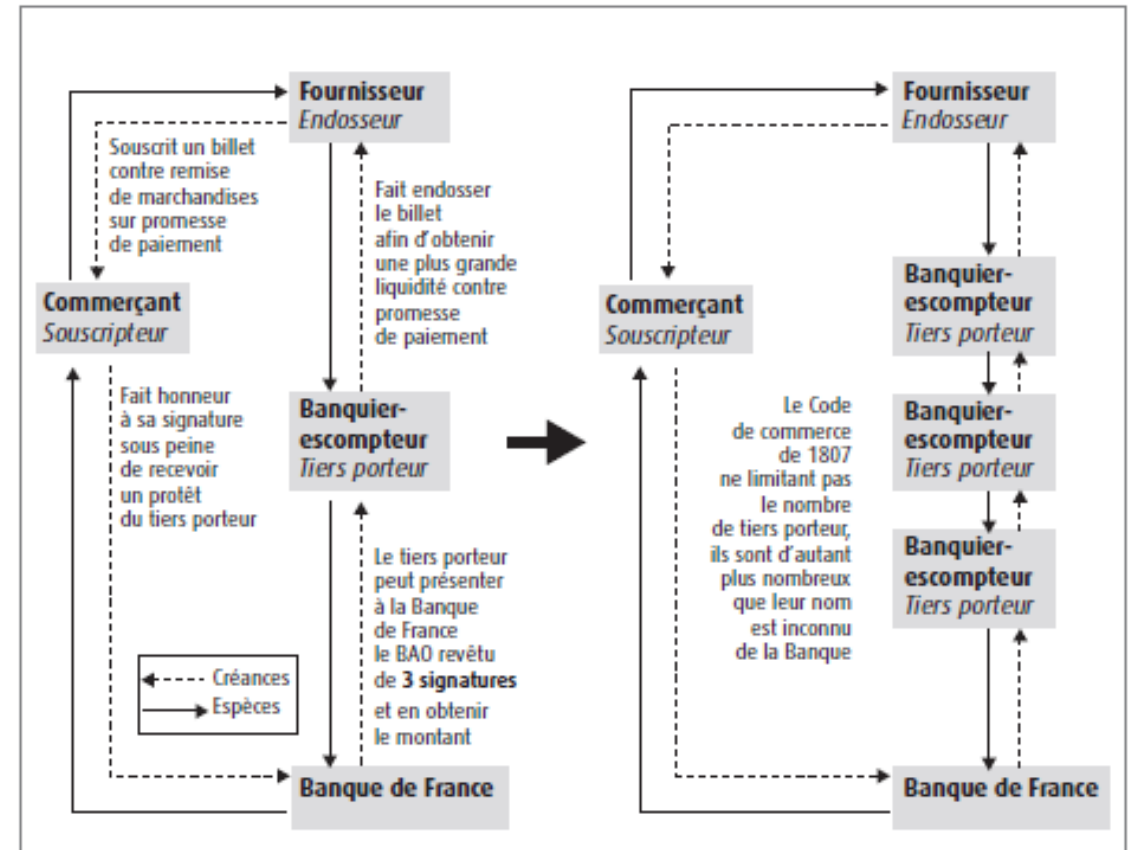 Fournisseur
Endosseur
Souscrit un billet
contre remise
de marchandises
sur promesse
de paiement
Fait endosser
le billet
afin d'obtenir
une plus grande
liquidité contre
promesse
de paiement
Commerçant
Souscripteur
Fait honneur
à sa signature
sous peine
de recevoir
un protêt
du tiers porteur
Banquier-
escompteur
Tiers porteur
Le tiers porteur
peut présenter
à la Banque
de France
le BAO revêtu
de 3 signatures
et en obtenir
le montant
Créances
Espèces
Banque de France
Fournisseur
Endosseur
Commerçant
Souscripteur
Banquier-
escompteur
Tiers porteur
Le Code
de commerce
de 1807
ne limitant pas
le nombre
de tiers porteur,
ils sont d'autant
plus nombreux
que leur nom
est inconnu
de la Banque
Banquier-
escompteur
Tiers porteur
Banquier-
escompteur
Tiers porteur
Banque de France